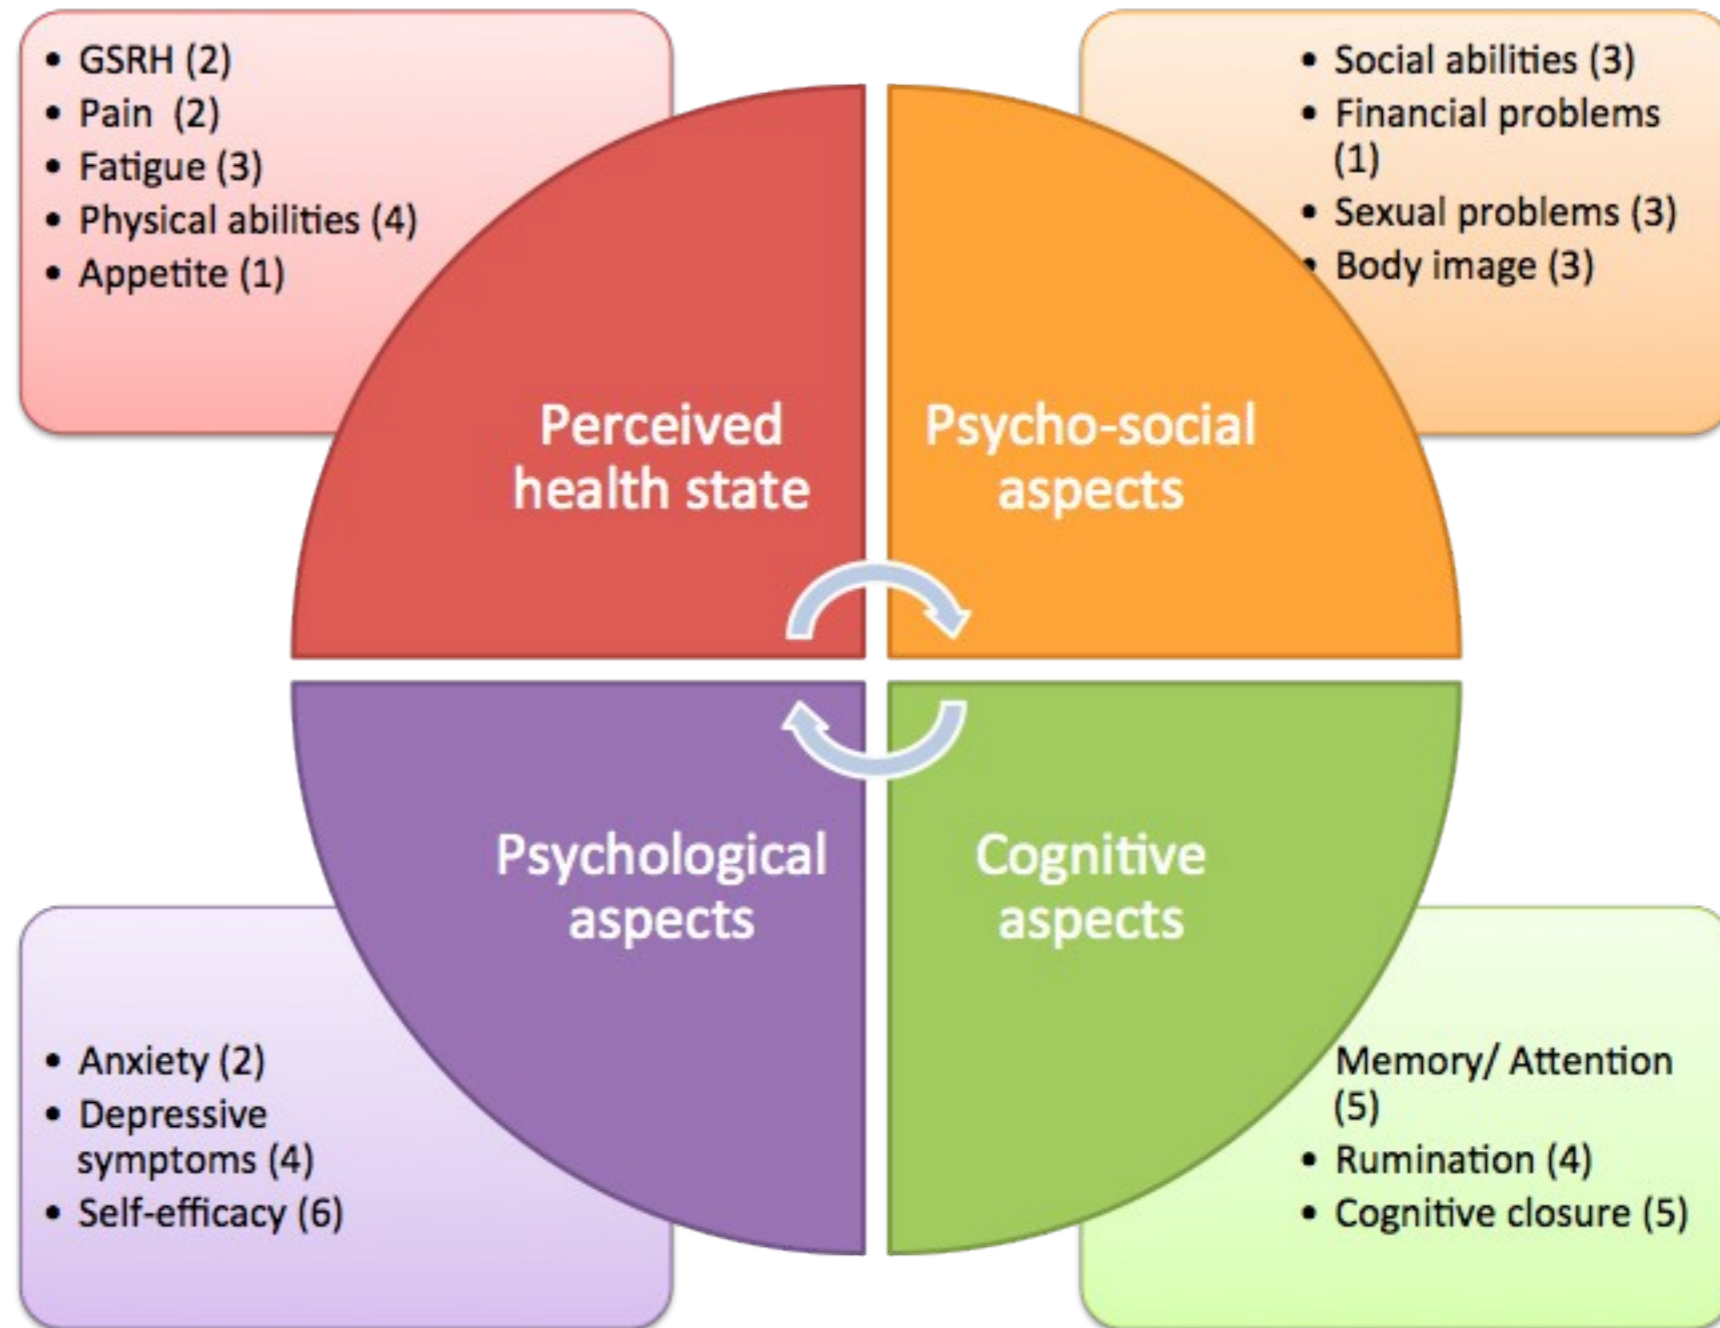 • GSRH (2)
• Pain (2)
• Fatigue (3)
• Physical abilities (4)
• Appetite (1)
• Social abilities (3)
• Financial problems
(1)
• Sexual problems (3)
• Body image (3)
Perceived
health state
Psycho-social
aspects
Psychological
aspects
Cognitive
aspects
• Anxiety (2)
• Depressive
symptoms (4)
• Self-efficacy (6)
Memory/ Attention
(5)
• Rumination (4)
• Cognitive closure (5)